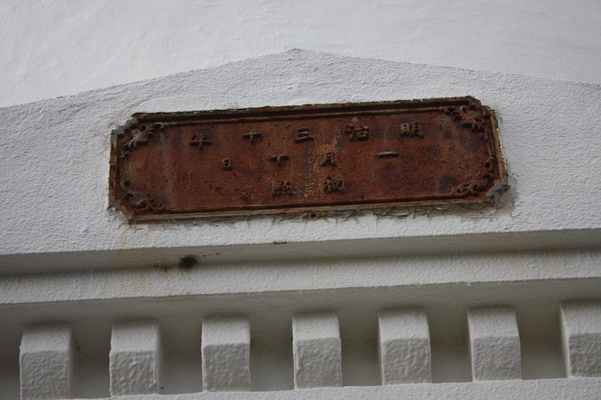 明治三十年
一月十日
初點